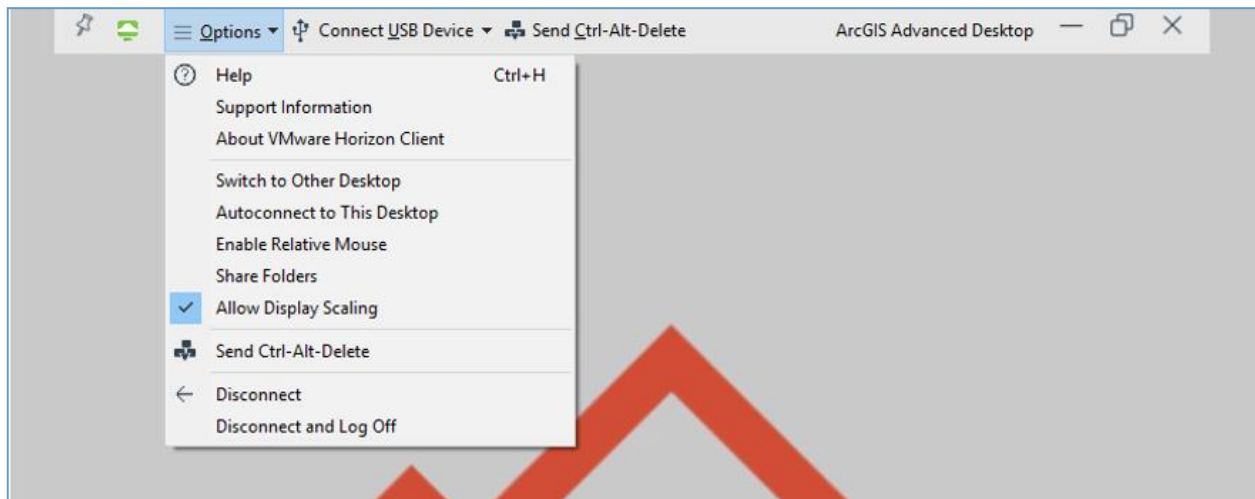 Options Connect USB Device Send Ctrl-Alt-Delete ArcGIS Advanced Desktop
Help Ctrl+H
Support Information
About VMware Horizon Client
Switch to Other Desktop
Autoconnect to This Desktop
Enable Relative Mouse
Share Folders
Allow Display Scaling
Send Ctrl-Alt-Delete
Disconnect
Disconnect and Log Off